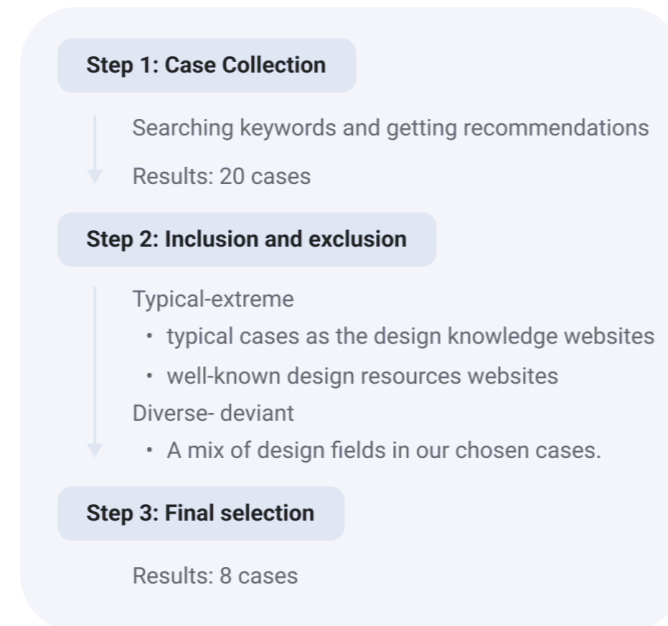 Step 1: Case Collection
Searching keywords and getting recommendations
Results: 20 cases
Step 2: Inclusion and exclusion
Typical-extreme
• typical cases as the design knowledge websites
• well-known design resources websites
Diverse- deviant
• A mix of design fields in our chosen cases.
Step 3: Final selection
Results: 8 cases